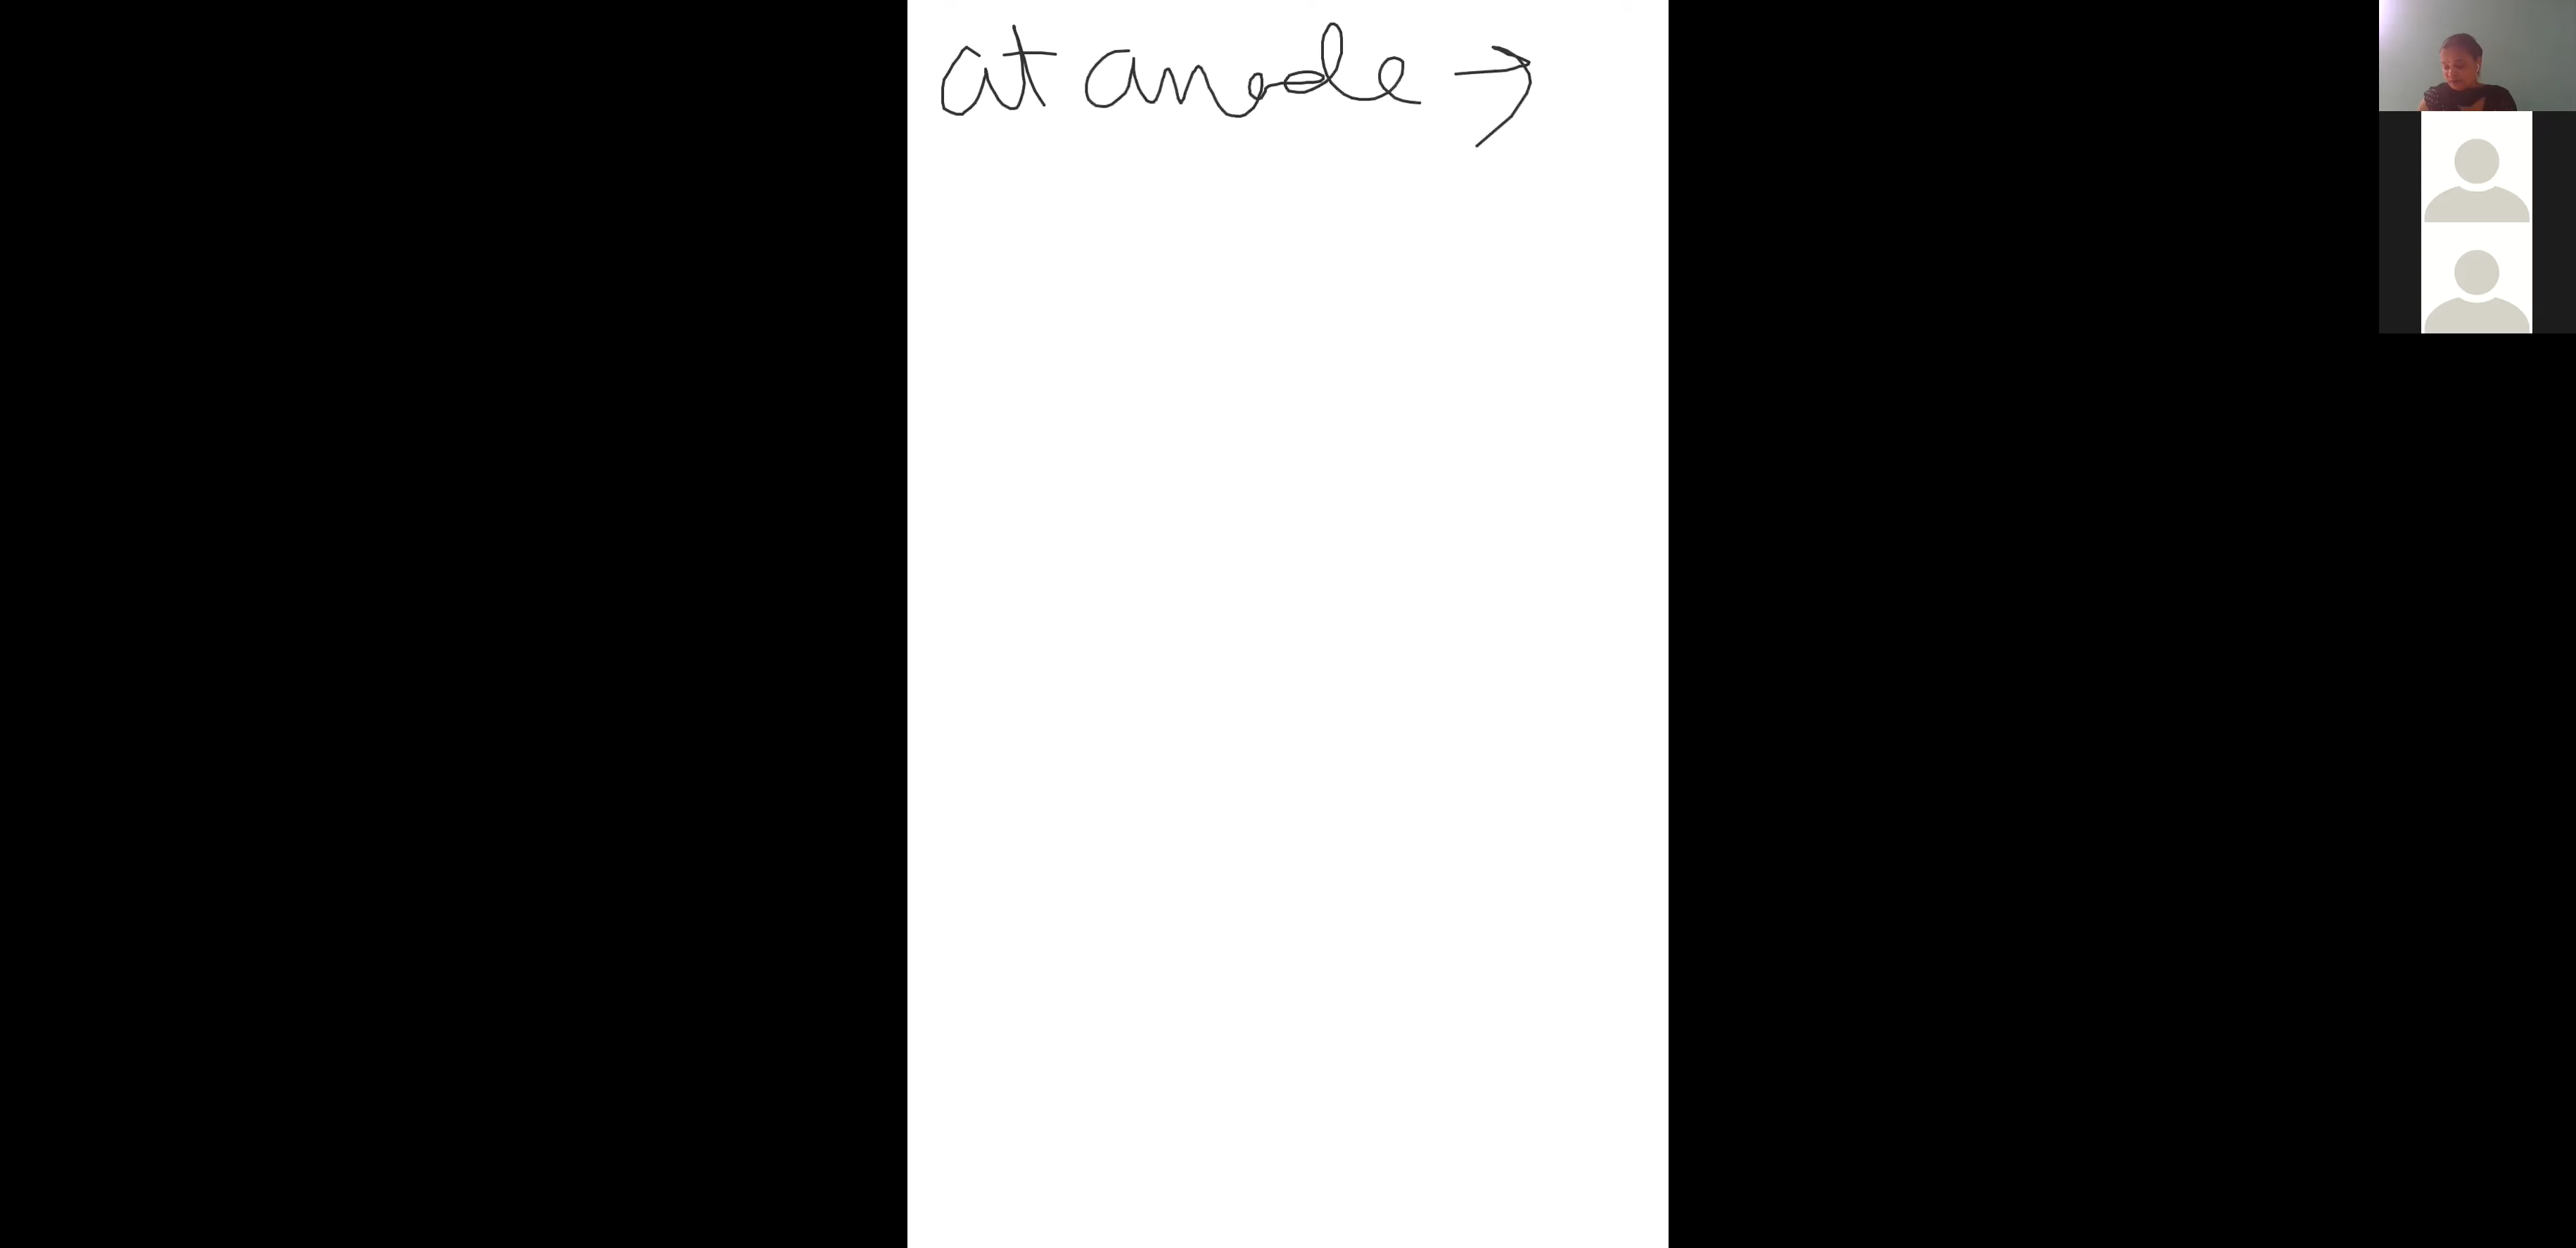 at anode →